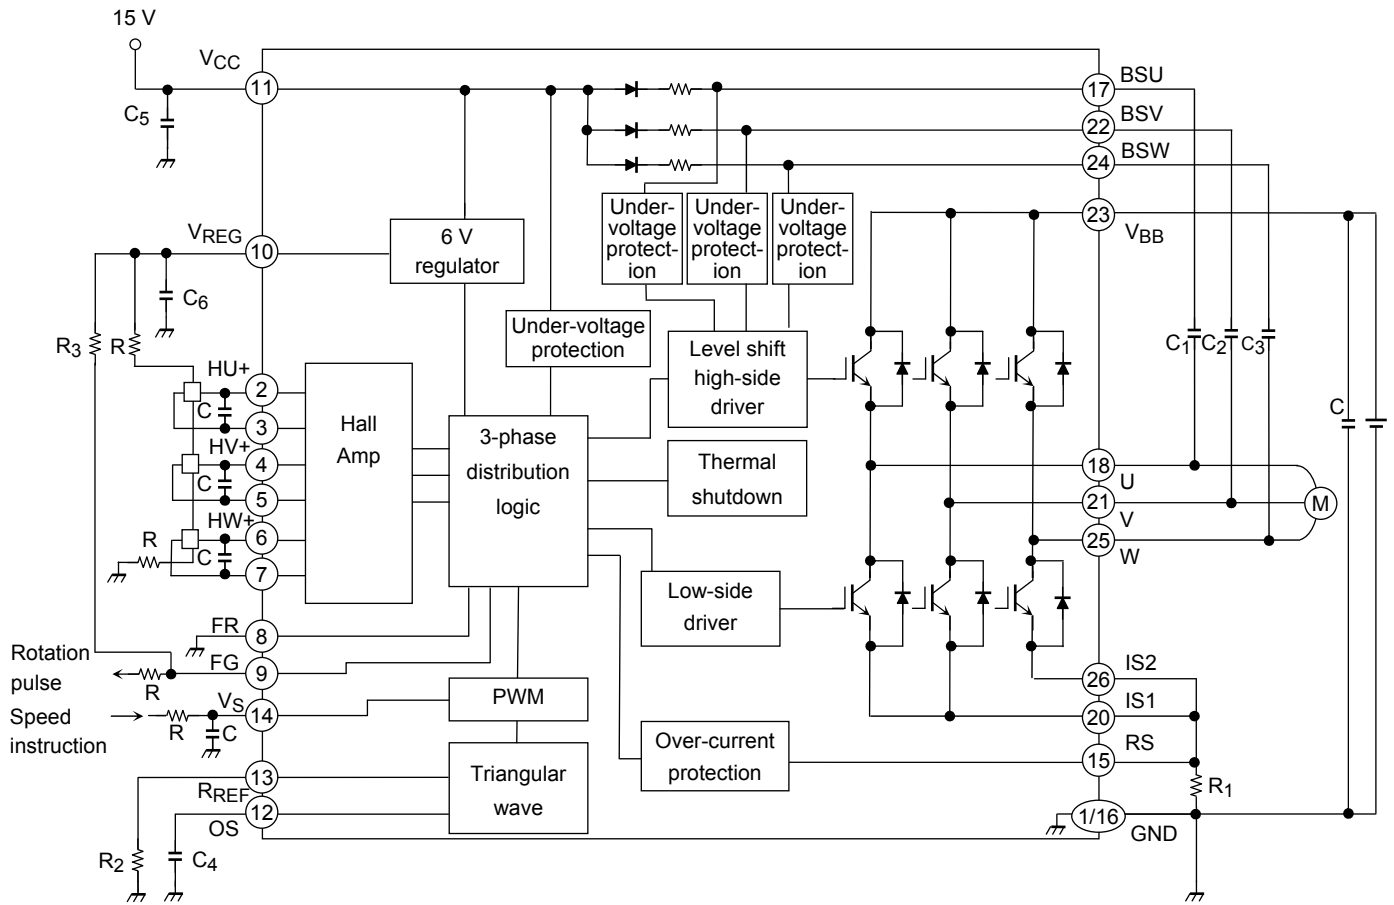 15 V
VCC
11
BSU
17
C5
BSV
22
BSW
24
Under-
voltage
protect-
ion
Under-
voltage
protect-
ion
Under-
voltage
protect-
ion
23
VBB
VREG
10
6 V
regulator
C6
R3
R
Under-voltage
protection
Level shift
high-side
driver
C1
C2
C3
HU+
2
C
3
HV+
4
C
5
HW+
6
R
C
7
Hall
Amp
3-phase
distribution
logic
Thermal
shutdown
C
18
U
21
V
25
W
M
Low-side
driver
FR
8
Rotation
pulse
R
FG
9
VS
14
Speed
instruction
R
C
PWM
26
IS2
20
IS1
15
RS
Over-current
protection
13
RREF
12
OS
Triangular
wave
R1
1/16
GND
R2
C4